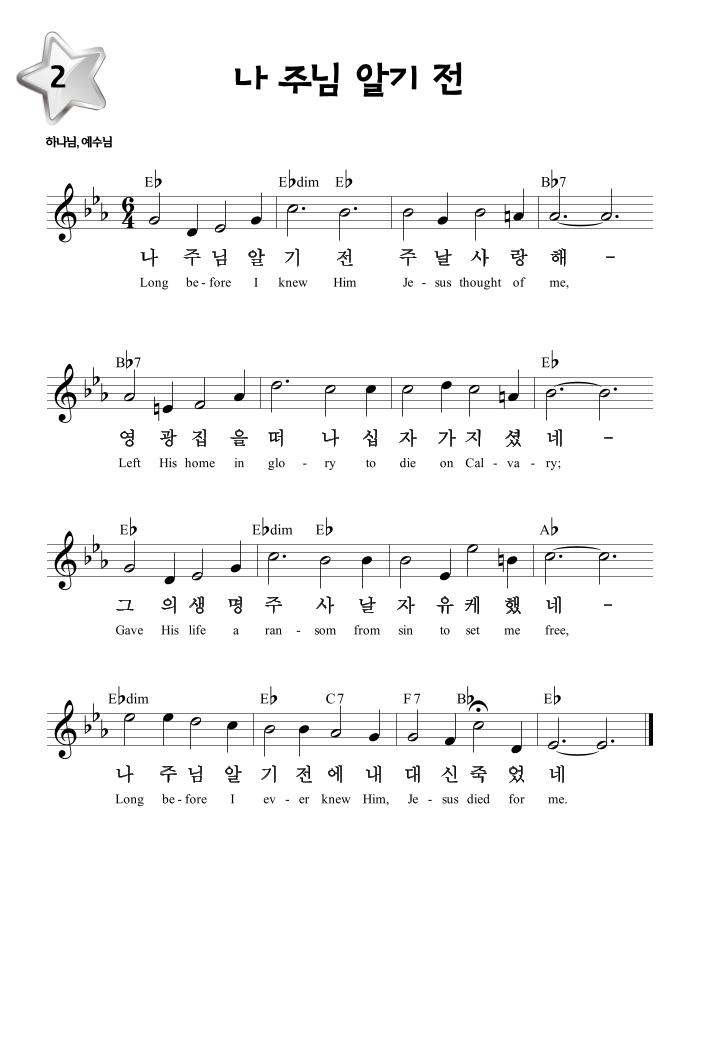 2
나 주님 알기 전
하나님, 예수님
E♭ E♭dim E♭ B♭7
6
4
나 주 님 알 기 전 주 날 사 랑 해 -
Long be - fore I knew Him Je - sus thought of me,
B♭7 E♭
영 광 집 을 떠 나 십 자 가 지 셨 네 -
Left His home in glo - ry to die on Cal - va - ry;
E♭ E♭dim E♭ A♭
그 의 생 명 주 사 날 자 유 케 했 네 -
Gave His life a ran - som from sin to set me free,
E♭dim E♭ C7 F7 B♭ E♭
나 주 님 알 기 전 에 내 대 신 죽 었 네
Long be - fore I ev - er knew Him, Je - sus died for me.